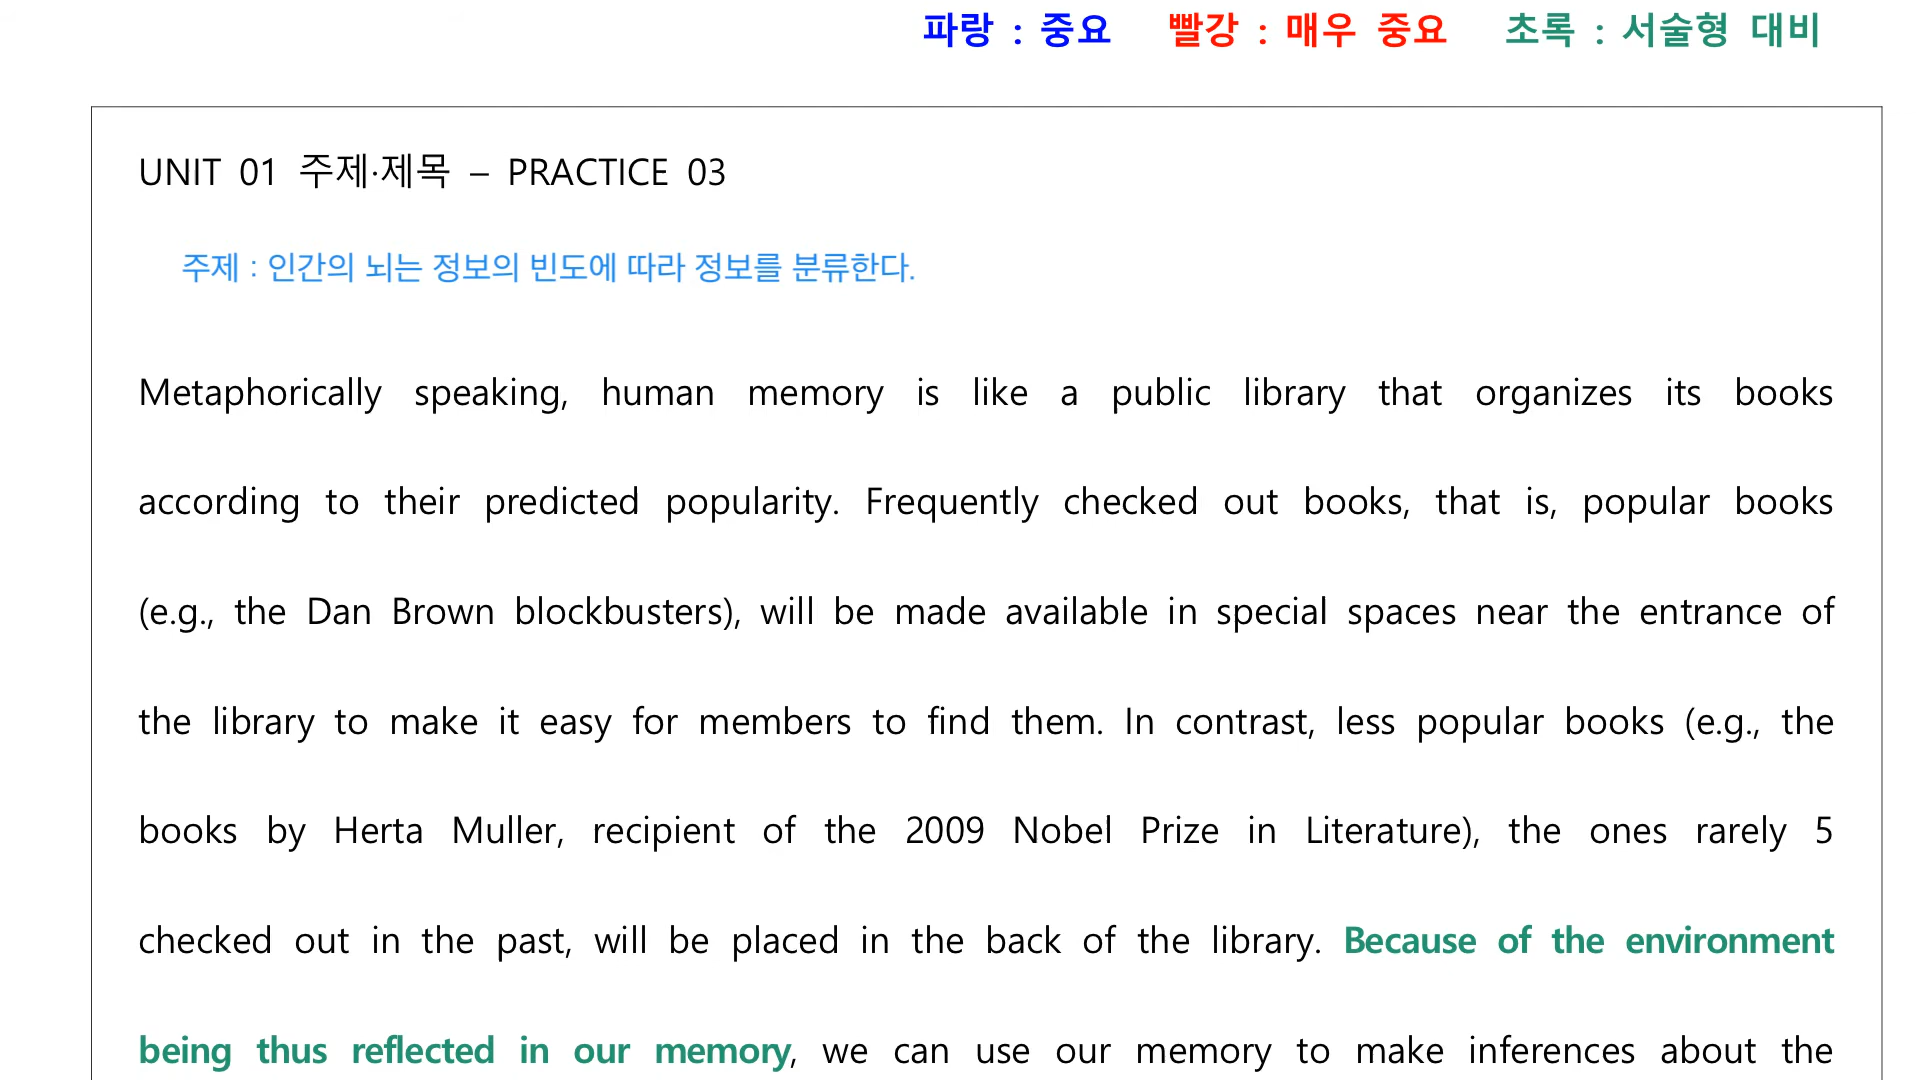 파랑 : 중요 빨강 : 매우 중요 초록 : 서술형 대비
UNIT 01 주제·제목 – PRACTICE 03
주제 : 인간의 뇌는 정보의 빈도에 따라 정보를 분류한다.
Metaphorically speaking, human memory is like a public library that organizes its books
according to their predicted popularity. Frequently checked out books, that is, popular books
(e.g., the Dan Brown blockbusters), will be made available in special spaces near the entrance of
the library to make it easy for members to find them. In contrast, less popular books (e.g., the
books by Herta Muller, recipient of the 2009 Nobel Prize in Literature), the ones rarely 5
checked out in the past, will be placed in the back of the library. Because of the environment
being thus reflected in our memory, we can use our memory to make inferences about the